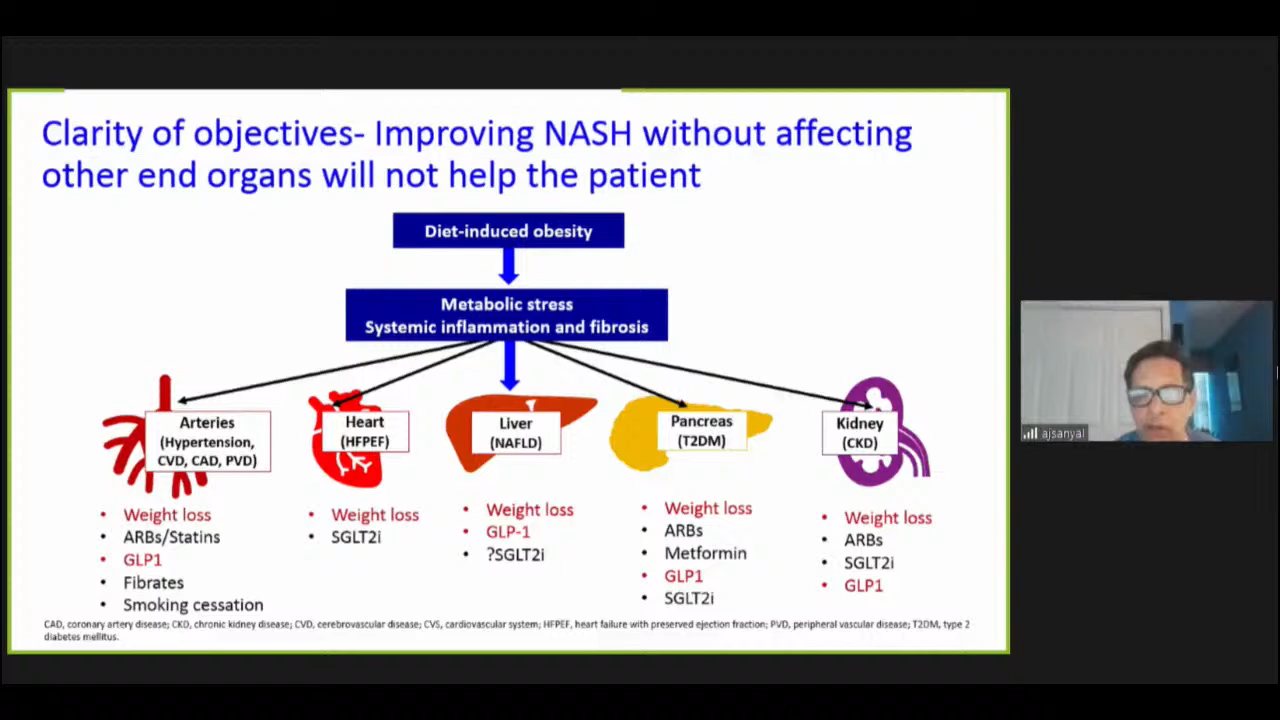 Clarity of objectives- Improving NASH without affecting
other end organs will not help the patient
Diet-induced obesity
Metabolic stress
Systemic inflammation and fibrosis
Arteries
(Hypertension,
CVD, CAD, PVD)
Heart
(HFPEF)
Liver
(NAFLD)
Pancreas
(T2DM)
Kidney
(CKD)
• Weight loss
• ARBs/Statins
• GLP1
• Fibrates
• Smoking cessation
• Weight loss
• SGLT2i
• Weight loss
• GLP-1
• ?SGLT2i
• Weight loss
• ARBs
• Metformin
• GLP1
• SGLT2i
• Weight loss
• ARBs
• SGLT2i
• GLP1
CAD, coronary artery disease; CKD, chronic kidney disease; CVD, cerebrovascular disease; CVS, cardiovascular system; HFPEF, heart failure with preserved ejection fraction; PVD, peripheral vascular disease; T2DM, type 2
diabetes mellitus.
ajsanyal